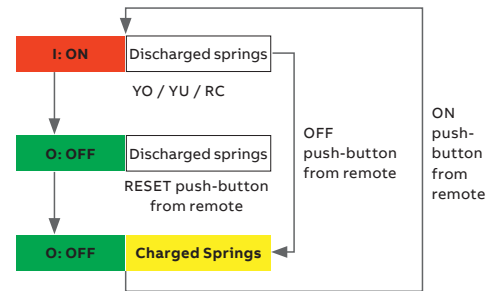 I: ON
Discharged springs
YO / YU / RC
O: OFF
Discharged springs
RESET push-button
from remote
O: OFF
Charged Springs
OFF
push-button
from remote
ON
push-
button
from
remote